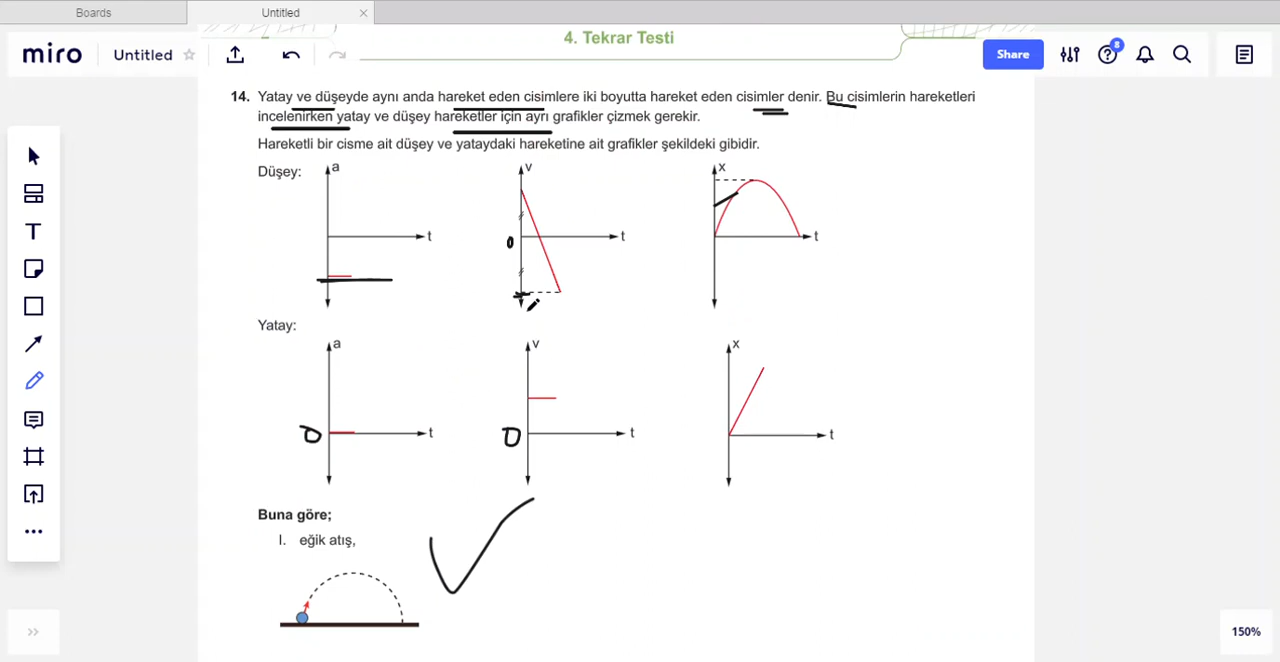 Boards
Untitled
miro
Untitled
4. Tekrar Testi
Share
8
14. Yatay ve düşeyde aynı anda hareket eden cisimlere iki boyutta hareket eden cisimler denir. Bu cisimlerin hareketleri
incelenirken yatay ve düşey hareketler için ayrı grafikler çizmek gerekir.
Hareketli bir cisme ait düşey ve yataydaki hareketine ait grafikler şekildeki gibidir.
Düşey:
a
t
v
0
t
x
t
Yatay:
a
0
t
v
0
t
x
t
Buna göre;
I. eğik atış,
150%